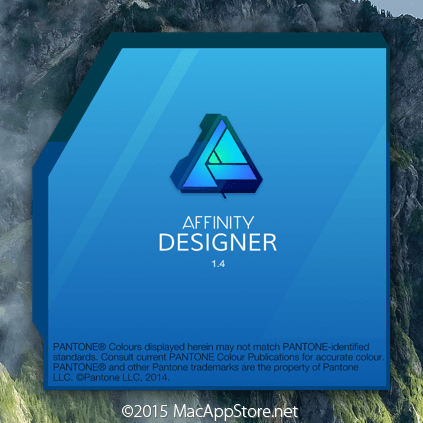 AFFINITY
DESIGNER
1.4
PANTONE® Colours displayed herein may not match PANTONE-identified
standards. Consult current PANTONE Colour Publications for accurate colour.
PANTONE® and other Pantone trademarks are the property of Pantone
LLC. ©Pantone LLC, 2014.
©2015 MacAppStore.net